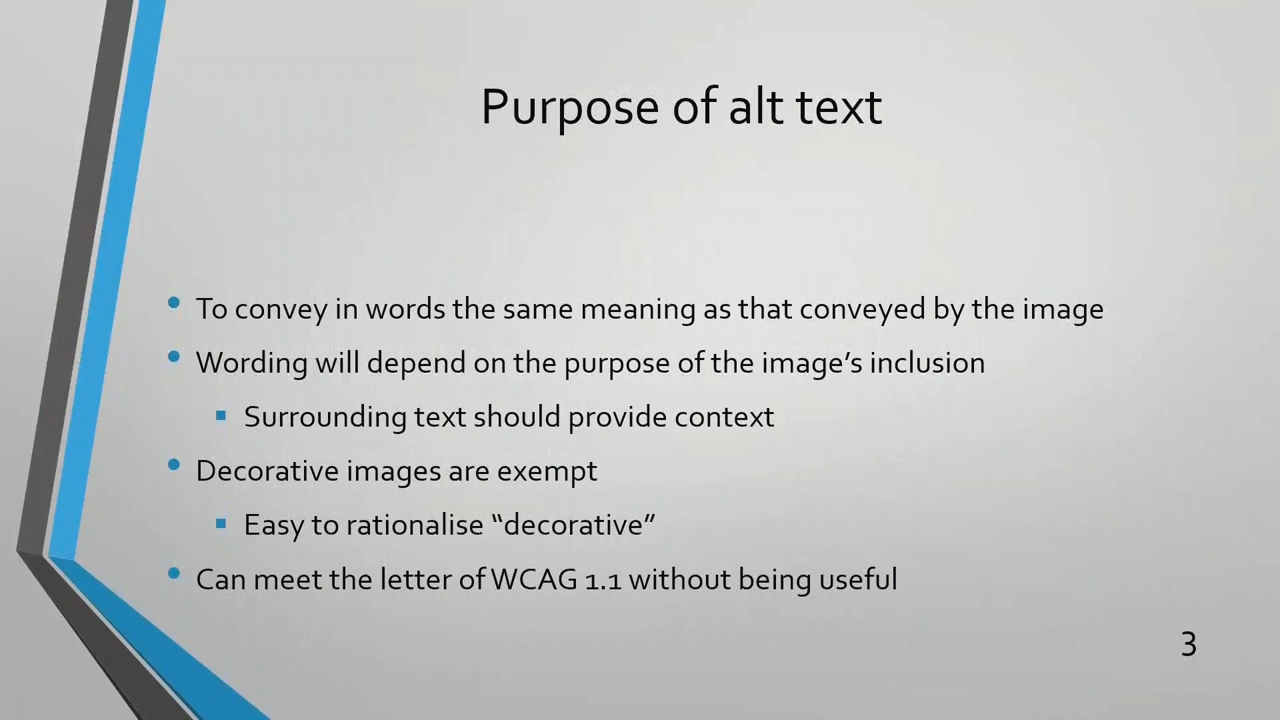 Purpose of alt text
• To convey in words the same meaning as that conveyed by the image
• Wording will depend on the purpose of the image’s inclusion
▪ Surrounding text should provide context
• Decorative images are exempt
▪ Easy to rationalise “decorative”
• Can meet the letter of WCAG 1.1 without being useful
3